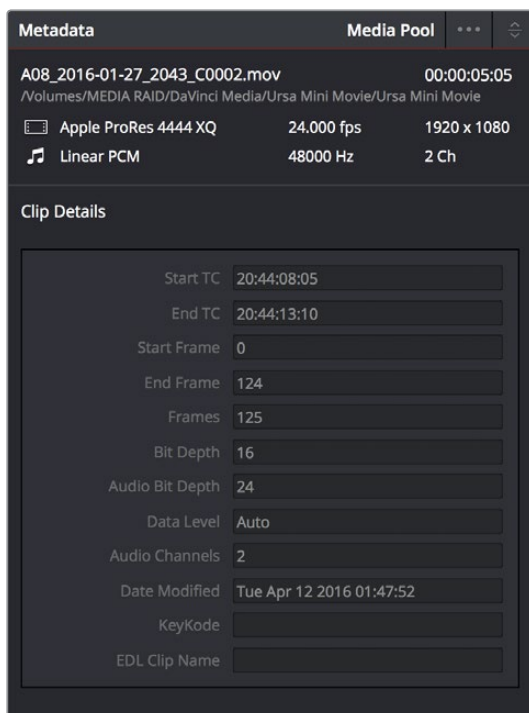 Metadata Media Pool
A08_2016-01-27_2043_C0002.mov 00:00:05:05
/Volumes/MEDIA RAID/DaVinci Media/Ursa Mini Movie/Ursa Mini Movie
Apple ProRes 4444 XQ 24.000 fps 1920 x 1080
Linear PCM 48000 Hz 2 Ch
Clip Details
Start TC 20:44:08:05
End TC 20:44:13:10
Start Frame 0
End Frame 124
Frames 125
Bit Depth 16
Audio Bit Depth 24
Data Level Auto
Audio Channels 2
Date Modified Tue Apr 12 2016 01:47:52
KeyKode
EDL Clip Name